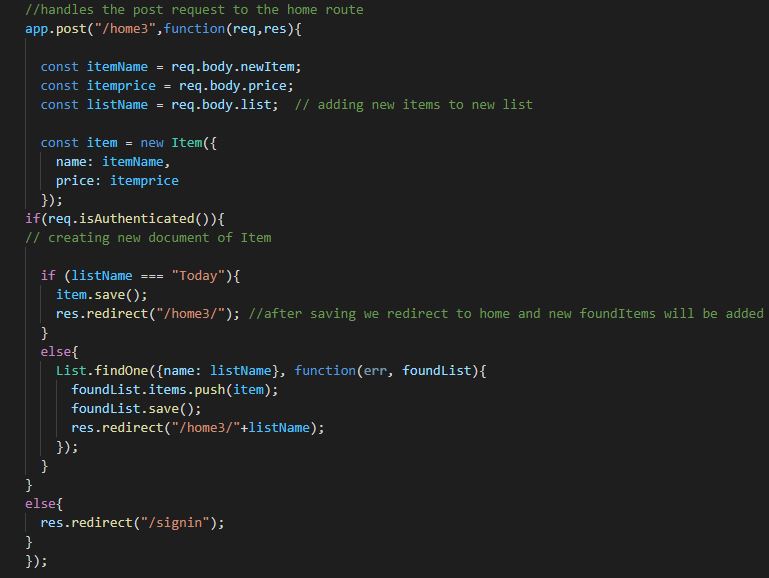 //handles the post request to the home route
app.post("/home3",function(req,res){
const itemName = req.body.newItem;
const itemprice = req.body.price;
const listName = req.body.list;  // adding new items to new list
const item = new Item({
name: itemName,
price: itemprice
});
if(req.isAuthenticated()){
// creating new document of Item
if (listName === "Today"){
item.save();
res.redirect("/home3/"); //after saving we redirect to home and new foundItems will be added
}
else{
List.findOne({name: listName}, function(err, foundList){
foundList.items.push(item);
foundList.save();
res.redirect("/home3/"+listName);
});
}
}
else{
res.redirect("/signin");
}
});